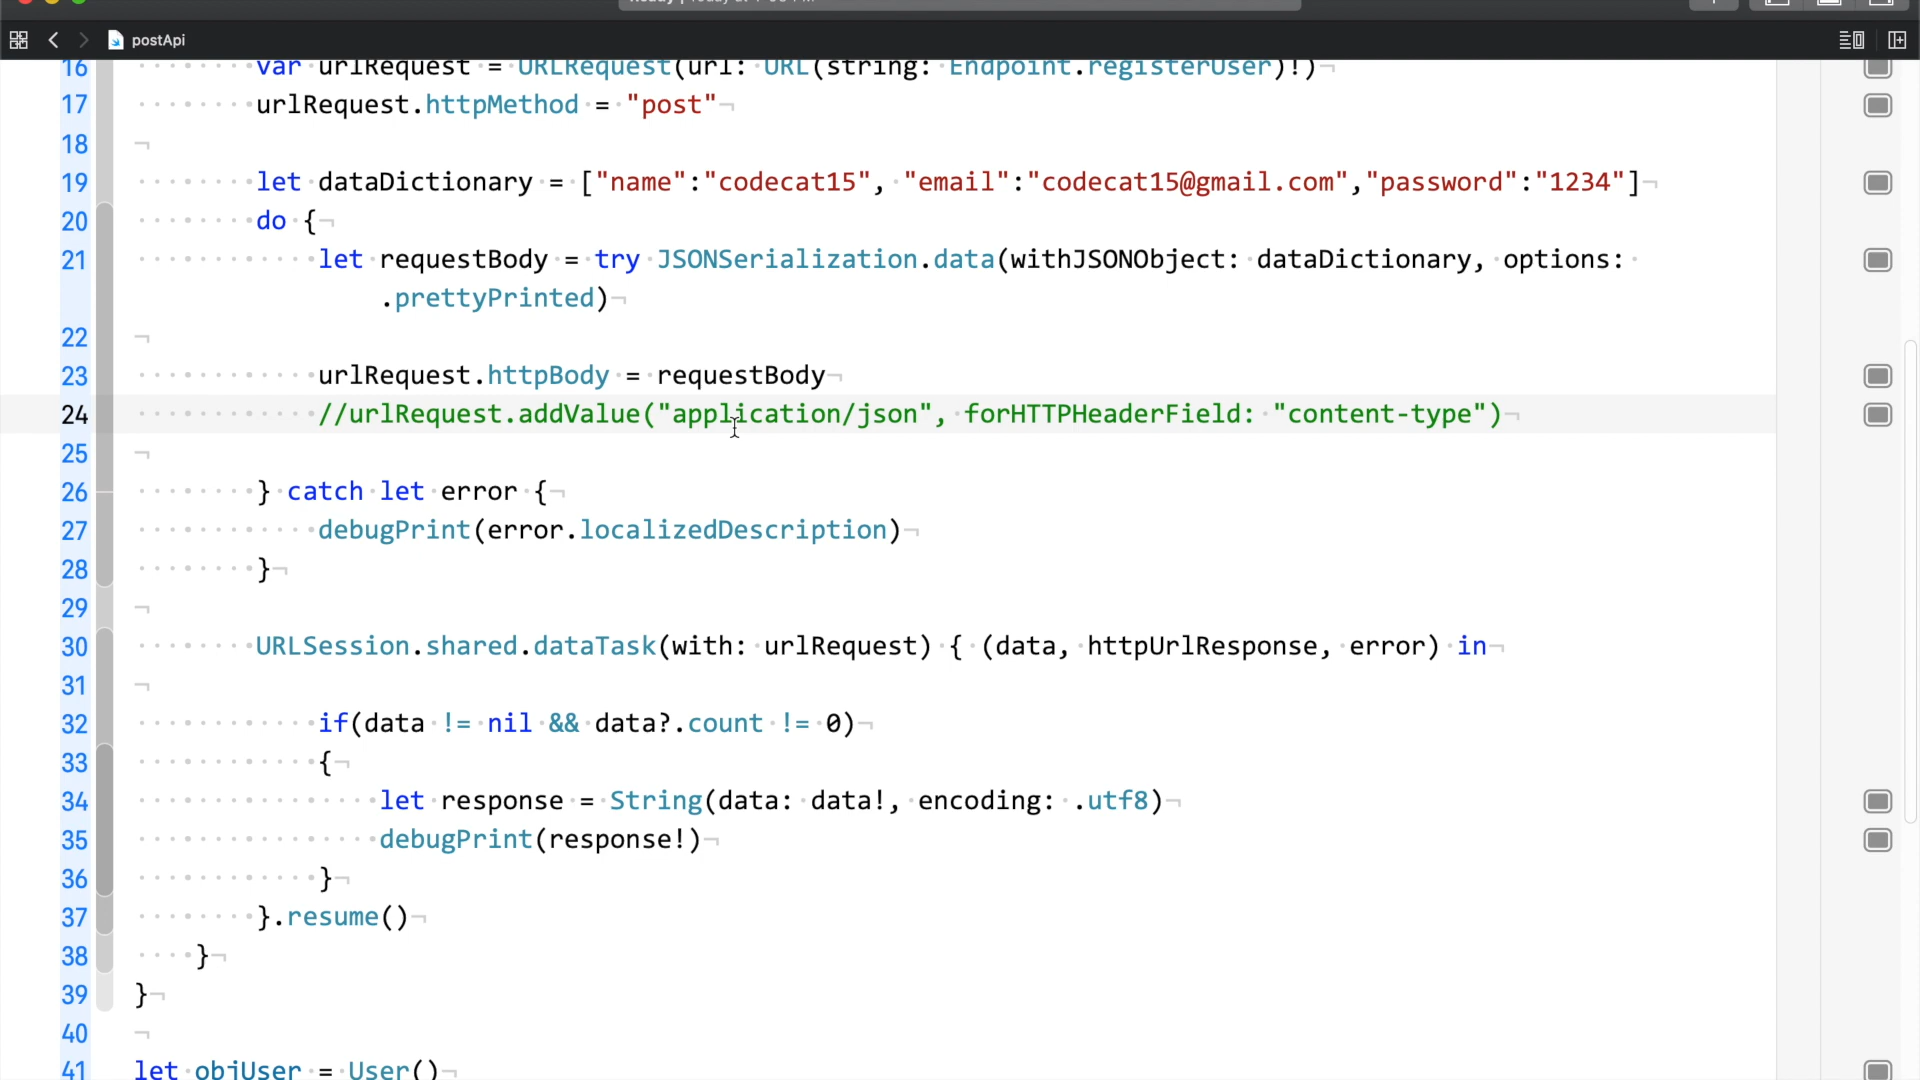 postApi
16 var urlRequest = URLRequest(url: URL(string: Endpoint.registerUser)!)
17 urlRequest.httpMethod = "post"
18
19 let dataDictionary = ["name":"codecat15", "email":"codecat15@gmail.com","password":"1234"]
20 do {
21 let requestBody = try JSONSerialization.data(withJSONObject: dataDictionary, options:
.prettyPrinted)
22
23 urlRequest.httpBody = requestBody
24 //urlRequest.addValue("application/json", forHTTPHeaderField: "content-type")
25
26 } catch let error {
27 debugPrint(error.localizedDescription)
28 }
29
30 URLSession.shared.dataTask(with: urlRequest) { (data, httpUrlResponse, error) in
31
32 if(data != nil && data?.count != 0)
33 {
34 let response = String(data: data!, encoding: .utf8)
35 debugPrint(response!)
36 }
37 }.resume()
38 }
39 }
40
41 let objUser = User()